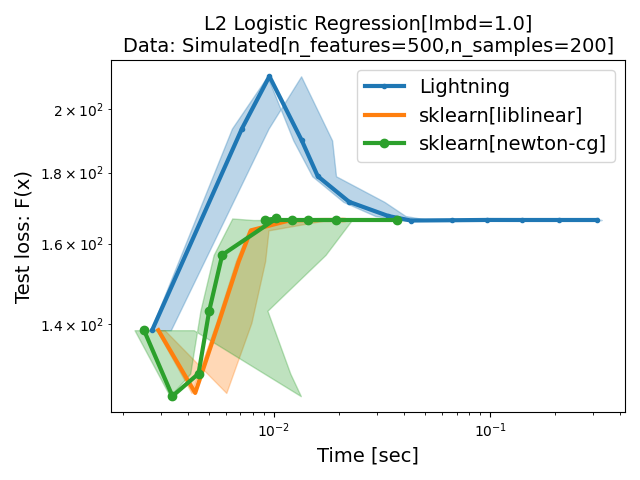 L2 Logistic Regression[lmbd=1.0]
Data: Simulated[n_features=500,n_samples=200]
Lightning
sklearn[liblinear]
sklearn[newton-cg]
Test loss: F(x)
2 × 10²
1.8 × 10²
1.6 × 10²
1.4 × 10²
10⁻² 10⁻¹
Time [sec]